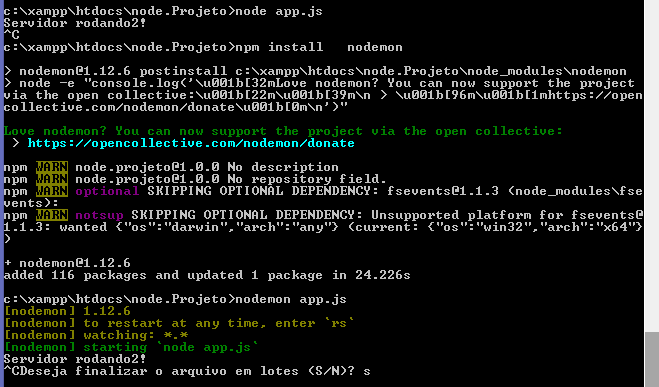 c:\xampp\htdocs\node.Projeto>node app.js
Servidor rodando2!
^C
c:\xampp\htdocs\node.Projeto>npm install   nodemon
> nodemon@1.12.6 postinstall c:\xampp\htdocs\node.Projeto\node_modules\nodemon
> node -e "console.log('\u001b[32mLove nodemon? You can now support the project
via the open collective:\u001b[22m\u001b[39m\n > \u001b[96m\u001b[1mhttps://open
collective.com/nodemon/donate\u001b[0m\n')"
Love nodemon? You can now support the project via the open collective:
 > https://opencollective.com/nodemon/donate
npm WARN node.projeto@1.0.0 No description
npm WARN node.projeto@1.0.0 No repository field.
npm WARN optional SKIPPING OPTIONAL DEPENDENCY: fsevents@1.1.3 (node_modules\fse
vents):
npm WARN notsup SKIPPING OPTIONAL DEPENDENCY: Unsupported platform for fsevents@
1.1.3: wanted {"os":"darwin","arch":"any"} (current: {"os":"win32","arch":"x64"}
)
+ nodemon@1.12.6
added 116 packages and updated 1 package in 24.226s
c:\xampp\htdocs\node.Projeto>nodemon app.js
[nodemon] 1.12.6
[nodemon] to restart at any time, enter `rs`
[nodemon] watching: *.*
[nodemon] starting `node app.js`
Servidor rodando2!
^CDeseja finalizar o arquivo em lotes (S/N)? s